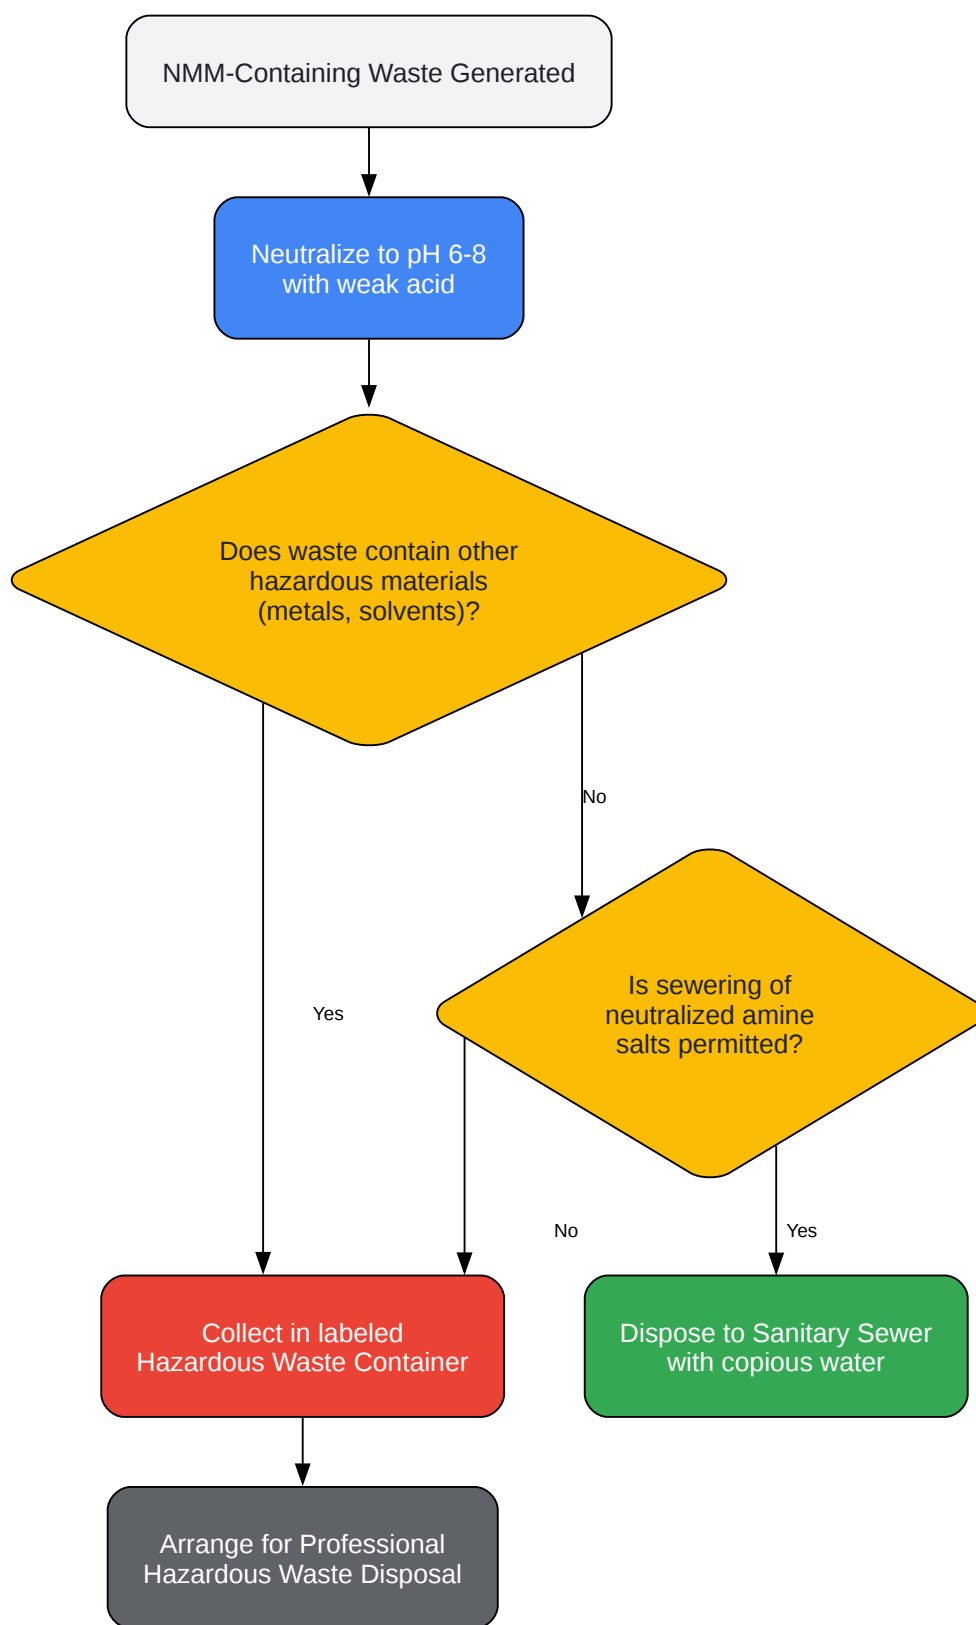 NMM-Containing Waste Generated
Neutralize to pH 6-8
with weak acid
Does waste contain other
hazardous materials
(metals, solvents)?
No
Is sewering of
neutralized amine
salts permitted?
Yes
No
Yes
Collect in labeled
Hazardous Waste Container
Dispose to Sanitary Sewer
with copious water
Arrange for Professional
Hazardous Waste Disposal